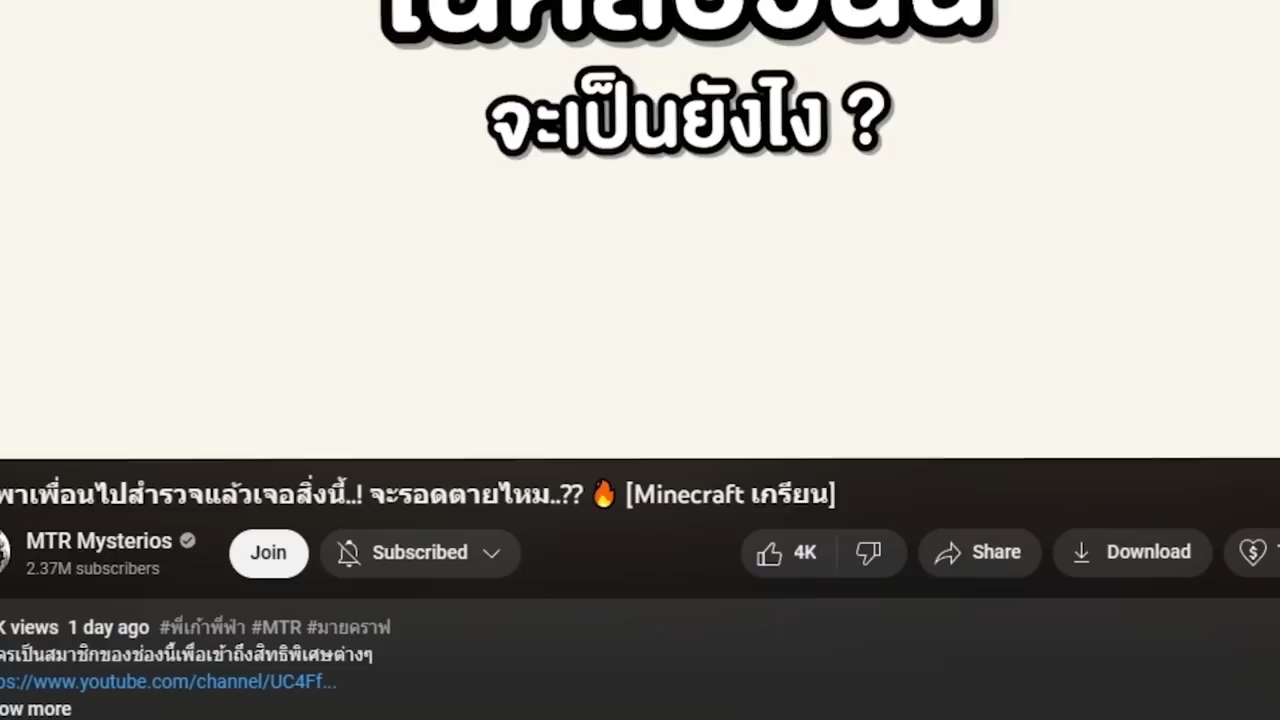 จะเป็นยังไง ?
พาเพื่อนไปสำรวจแล้วเจอสิ่งนี้..! จะรอดตายไหม..?? 🔥 [Minecraft เกรียน]
MTR Mysterios
2.37M subscribers
Join
Subscribed
4K
Share
Download
K views 1 day ago #พี่เก้าพี่ฟ่า #MTR #มายคราฟ
ครเป็นสมาชิกของช่องนี้เพื่อเข้าถึงสิทธิพิเศษต่างๆ
ps://www.youtube.com/channel/UC4Ff...
ow more